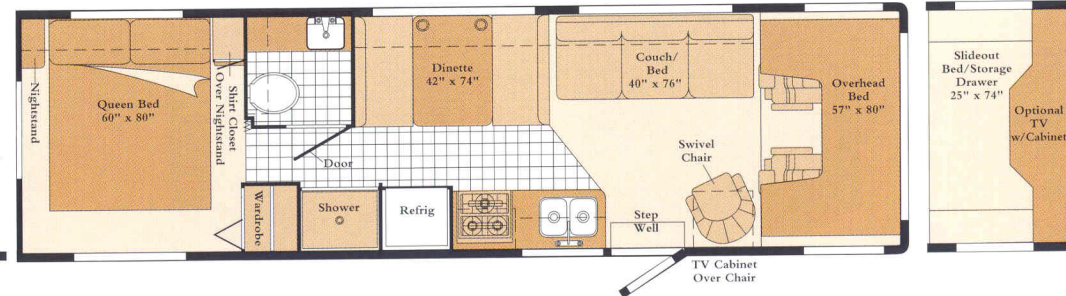 Nightstand
Queen Bed
60" x 80"
Shirt Closet
Over Nightstand
Door
Wardrobe
Shower
Refrig
Dinette
42" x 74"
Couch/
Bed
40" x 76"
Swivel
Chair
Step
Well
TV Cabinet
Over Chair
Overhead
Bed
57" x 80"
Slideout
Bed/Storage
Drawer
25" x 74"
Optional
TV
w/Cabinet